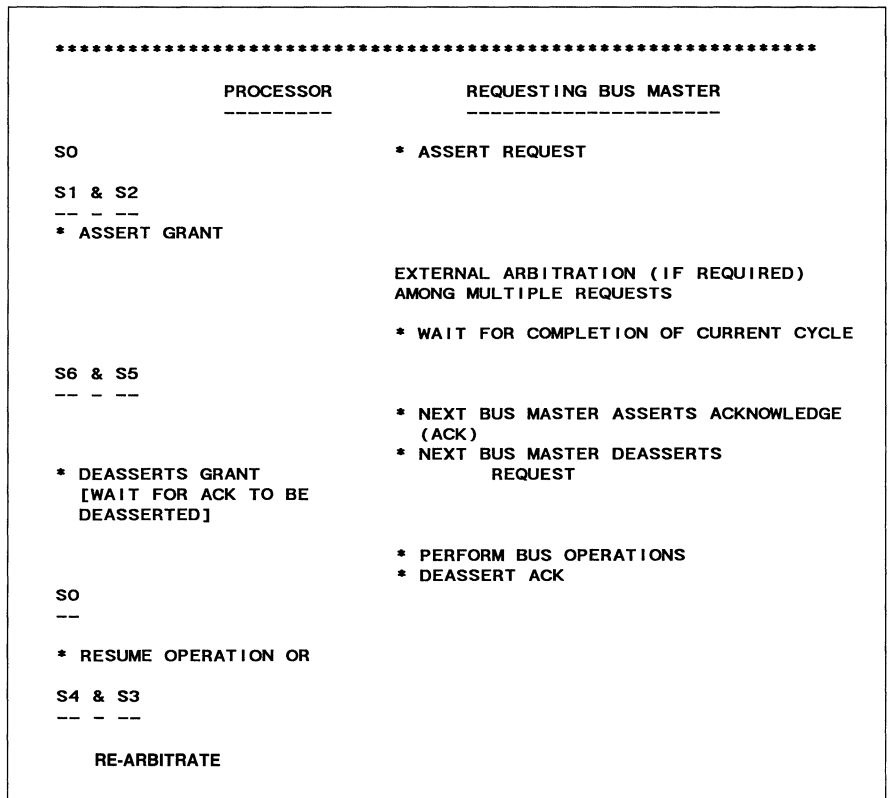 ***************************************************************
PROCESSOR REQUESTING BUS MASTER
--------- ---------------------
S0 * ASSERT REQUEST
S1 & S2
-- - --
* ASSERT GRANT
EXTERNAL ARBITRATION (IF REQUIRED)
AMONG MULTIPLE REQUESTS
* WAIT FOR COMPLETION OF CURRENT CYCLE
S6 & S5
-- - --
* NEXT BUS MASTER ASSERTS ACKNOWLEDGE
(ACK)
* NEXT BUS MASTER DEASSERTS
* DEASSERTS GRANT REQUEST
[WAIT FOR ACK TO BE
DEASSERTED]
* PERFORM BUS OPERATIONS
* DEASSERT ACK
S0
--
* RESUME OPERATION OR
S4 & S3
-- - --
RE-ARBITRATE